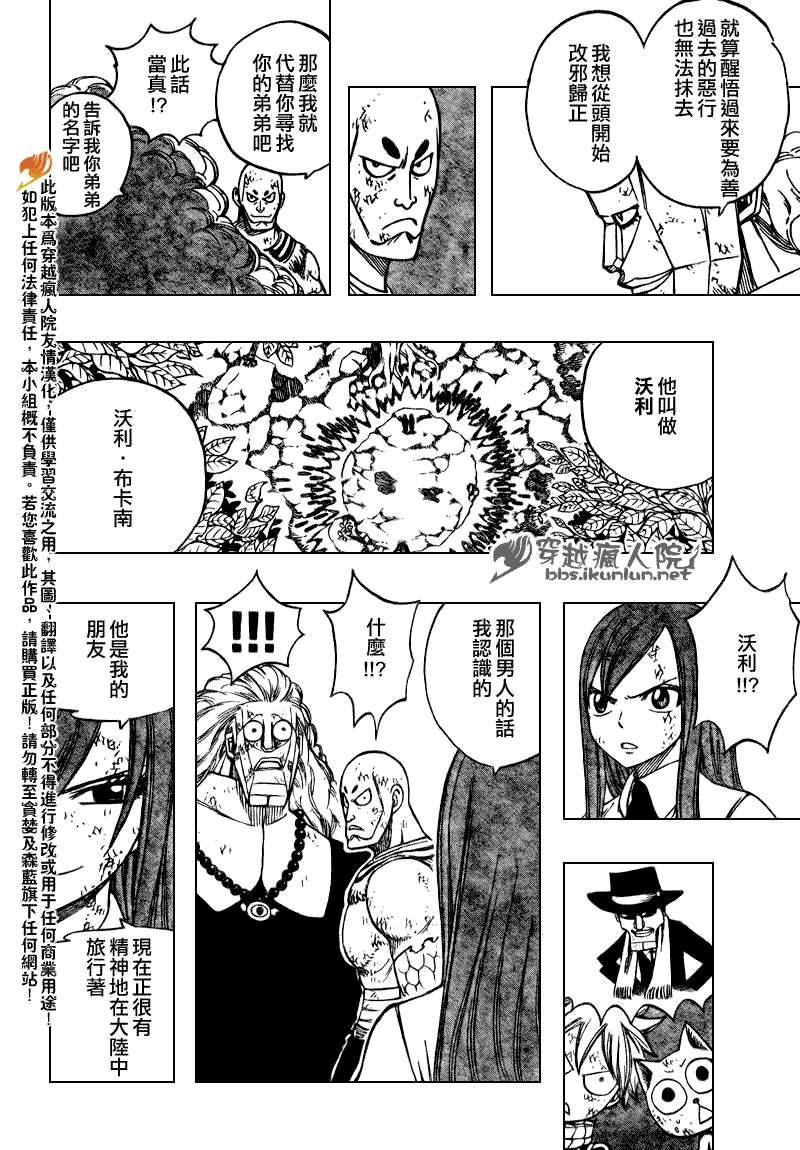 就算醒悟過來要為善
過去的惡行
也無法抹去
我想從頭開始
改邪歸正
那麼我就
代替你尋找
你的弟弟吧
此話
當真!?
告訴我你弟弟
的名字吧
他叫做
沃利
沃利·布卡南
穿越瘋人院
bbs.ikunlun.net
沃利!!?
那個男人的話
我認識的
什麼!!?
!!!
他是我的
朋友
現在正很有
精神地在大陸中
旅行著
此版本爲穿越瘋人院友情漢化,僅供學習交流之用,其圖、翻譯以及任何部分不得進行修改或用于任何商業用途!
如犯上任何法律責任,本小組概不負責。若您喜歡此作品,請購買正版!請勿轉至貪婪及森藍旗下任何網站!